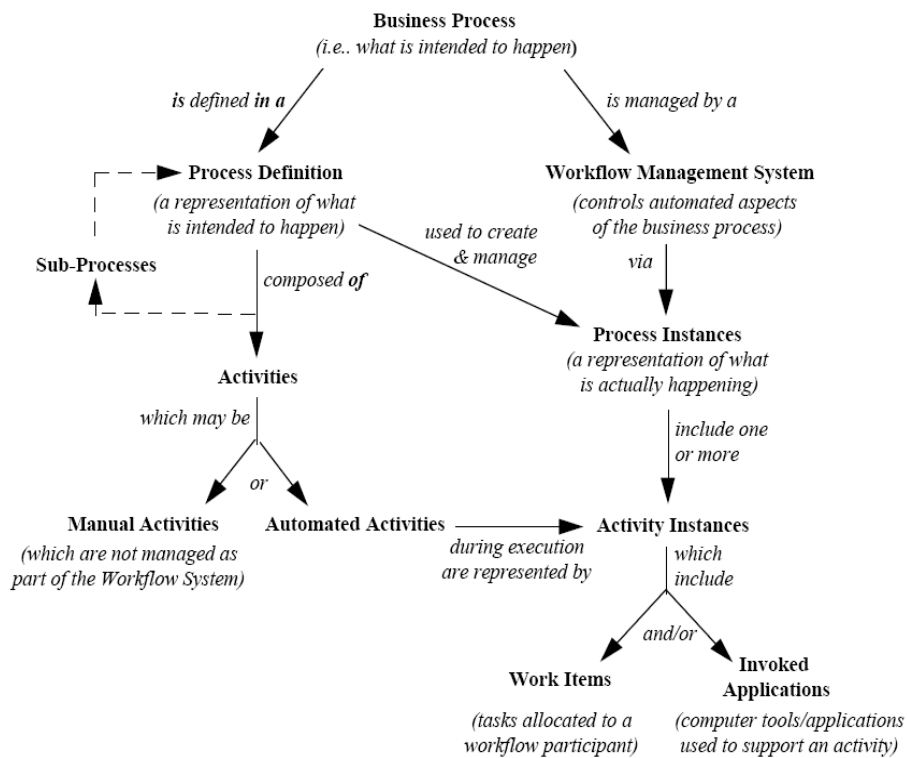 Business Process
(i.e.. what is intended to happen)
is defined in a
is managed by a
Process Definition
(a representation of what
is intended to happen)
Workflow Management System
(controls automated aspects
of the business process)
used to create
& manage
via
Sub-Processes
composed of
Process Instances
(a representation of what
is actually happening)
Activities
which may be
include one
or more
or
Manual Activities
(which are not managed as
part of the Workflow System)
Automated Activities
during execution
are represented by
Activity Instances
which
include
and/or
Work Items
(tasks allocated to a
workflow participant)
Invoked
Applications
(computer tools/applications
used to support an activity)